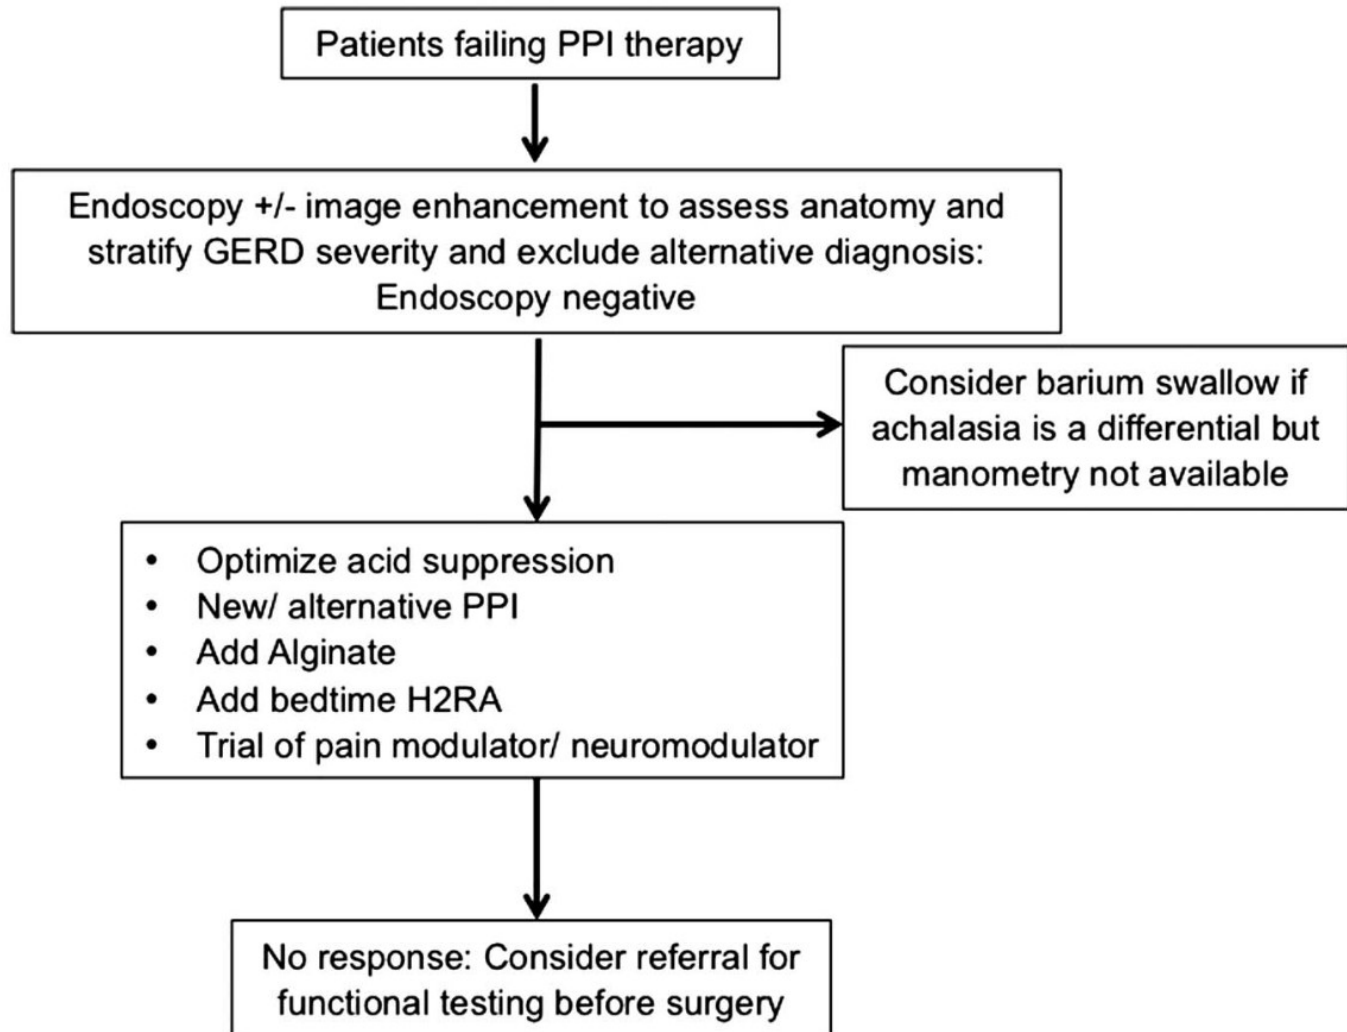 Patients failing PPI therapy
Endoscopy +/- image enhancement to assess anatomy and
stratify GERD severity and exclude alternative diagnosis:
Endoscopy negative
Consider barium swallow if
achalasia is a differential but
manometry not available
• Optimize acid suppression
• New/ alternative PPI
• Add Alginate
• Add bedtime H2RA
• Trial of pain modulator/ neuromodulator
No response: Consider referral for
functional testing before surgery